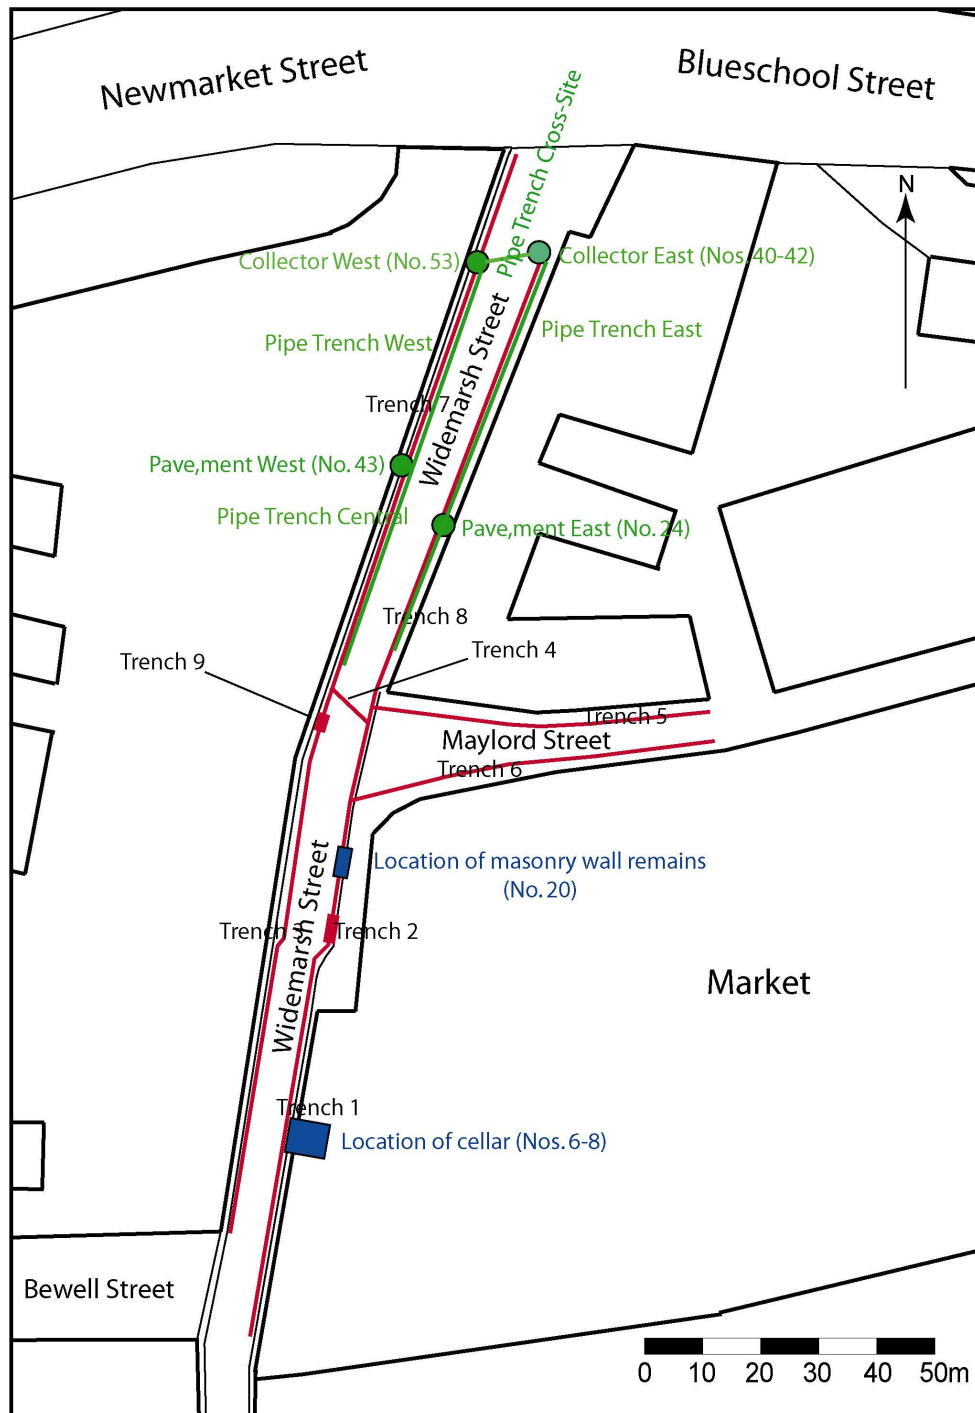 Newmarket Street
Blueschool Street
Pipe Trench Cross-Site
N
Collector West (No. 53)
Collector East (Nos. 40-42)
Pipe Trench West
Pipe Trench East
Widemarsh Street
Trench 7
Pave,ment West (No. 43)
Pipe Trench Central
Pave,ment East (No. 24)
Trench 8
Trench 4
Trench 9
Trench 5
Maylord Street
Trench 6
Location of masonry wall remains
(No. 20)
Widemarsh Street
Trench 3
Trench 2
Market
Trench 1
Location of cellar (Nos. 6-8)
Bewell Street
0 10 20 30 40 50m